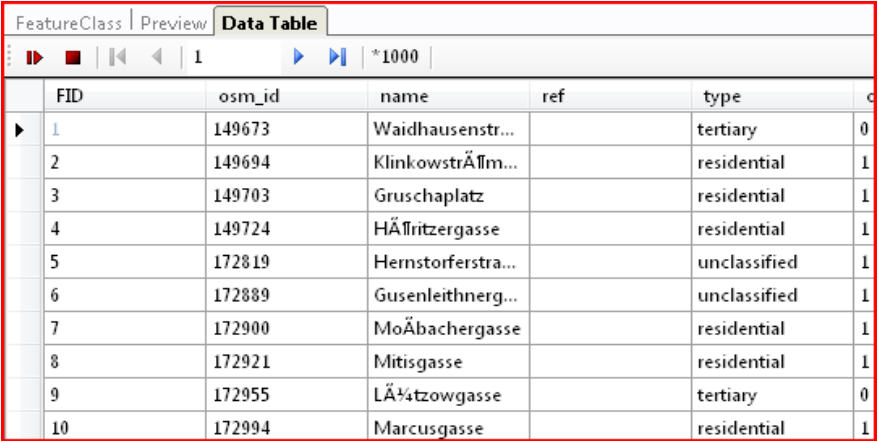 FeatureClass Preview Data Table
1 *1000
FID osm_id name ref type
1 149673 Waidhausenstr... tertiary 0
2 149694 KlinkowstrÃ¶m... residential 1
3 149703 Gruschaplatz residential 1
4 149724 HÃ¶ritzergasse residential 1
5 172819 Hernstorferstra... unclassified 1
6 172889 Gusenleithnerg... unclassified 1
7 172900 MoÃbachergasse residential 1
8 172921 Mitisgasse residential 1
9 172955 LÃ¼tzowgasse tertiary 0
10 172994 Marcusgasse residential 1